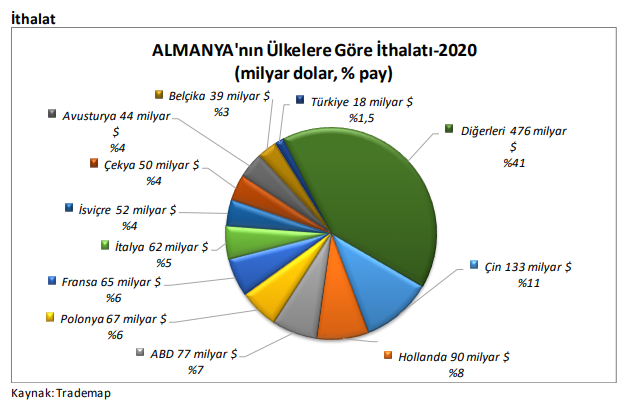 İthalat
ALMANYA'nın Ülkelere Göre İthalatı-2020
(milyar dolar, % pay)
Belçika 39 milyar $
%3
Türkiye 18 milyar $
%1,5
Avusturya 44 milyar
$
%4
Diğerleri 476 milyar
$
%41
Çekya 50 milyar $
%4
İsviçre 52 milyar $
%4
İtalya 62 milyar $
%5
Çin 133 milyar $
%11
Fransa 65 milyar $
%6
Polonya 67 milyar $
%6
ABD 77 milyar $
%7
Hollanda 90 milyar $
%8
Kaynak: Trademap